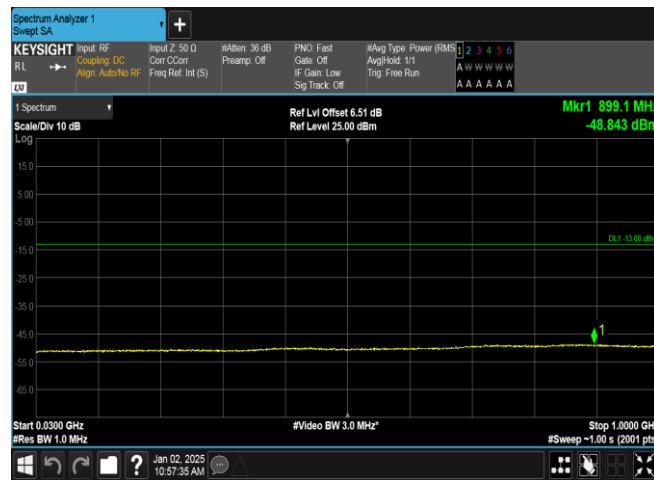 Spectrum Analyzer 1
Swept SA
+
KEYSIGHT Input: RF Input Z: 50 Ω #Atten: 36 dB PNO: Fast #Avg Type: Power (RMS 1 2 3 4 5 6
RL Coupling: DC Corr CCorr Preamp: Off Gate: Off Avg|Hold: 1/1 A W W W W W
Align: Auto/No RF Freq Ref: Int (S) IF Gain: Low Trig: Free Run
LXI Sig Track: Off A A A A A A
1 Spectrum Ref Lvl Offset 6.51 dB Mkr1 899.1 MHz
Scale/Div 10 dB Ref Level 25.00 dBm -48.843 dBm
Log
15.0
5.00
-5.00
DL1 -13.00 dBm
-15.0
-25.0
-35.0
1
-45.0
-55.0
-65.0
Start 0.0300 GHz #Video BW 3.0 MHz* Stop 1.0000 GH
#Res BW 1.0 MHz #Sweep ~1.00 s (2001 pts
? Jan 02, 2025
10:57:35 AM